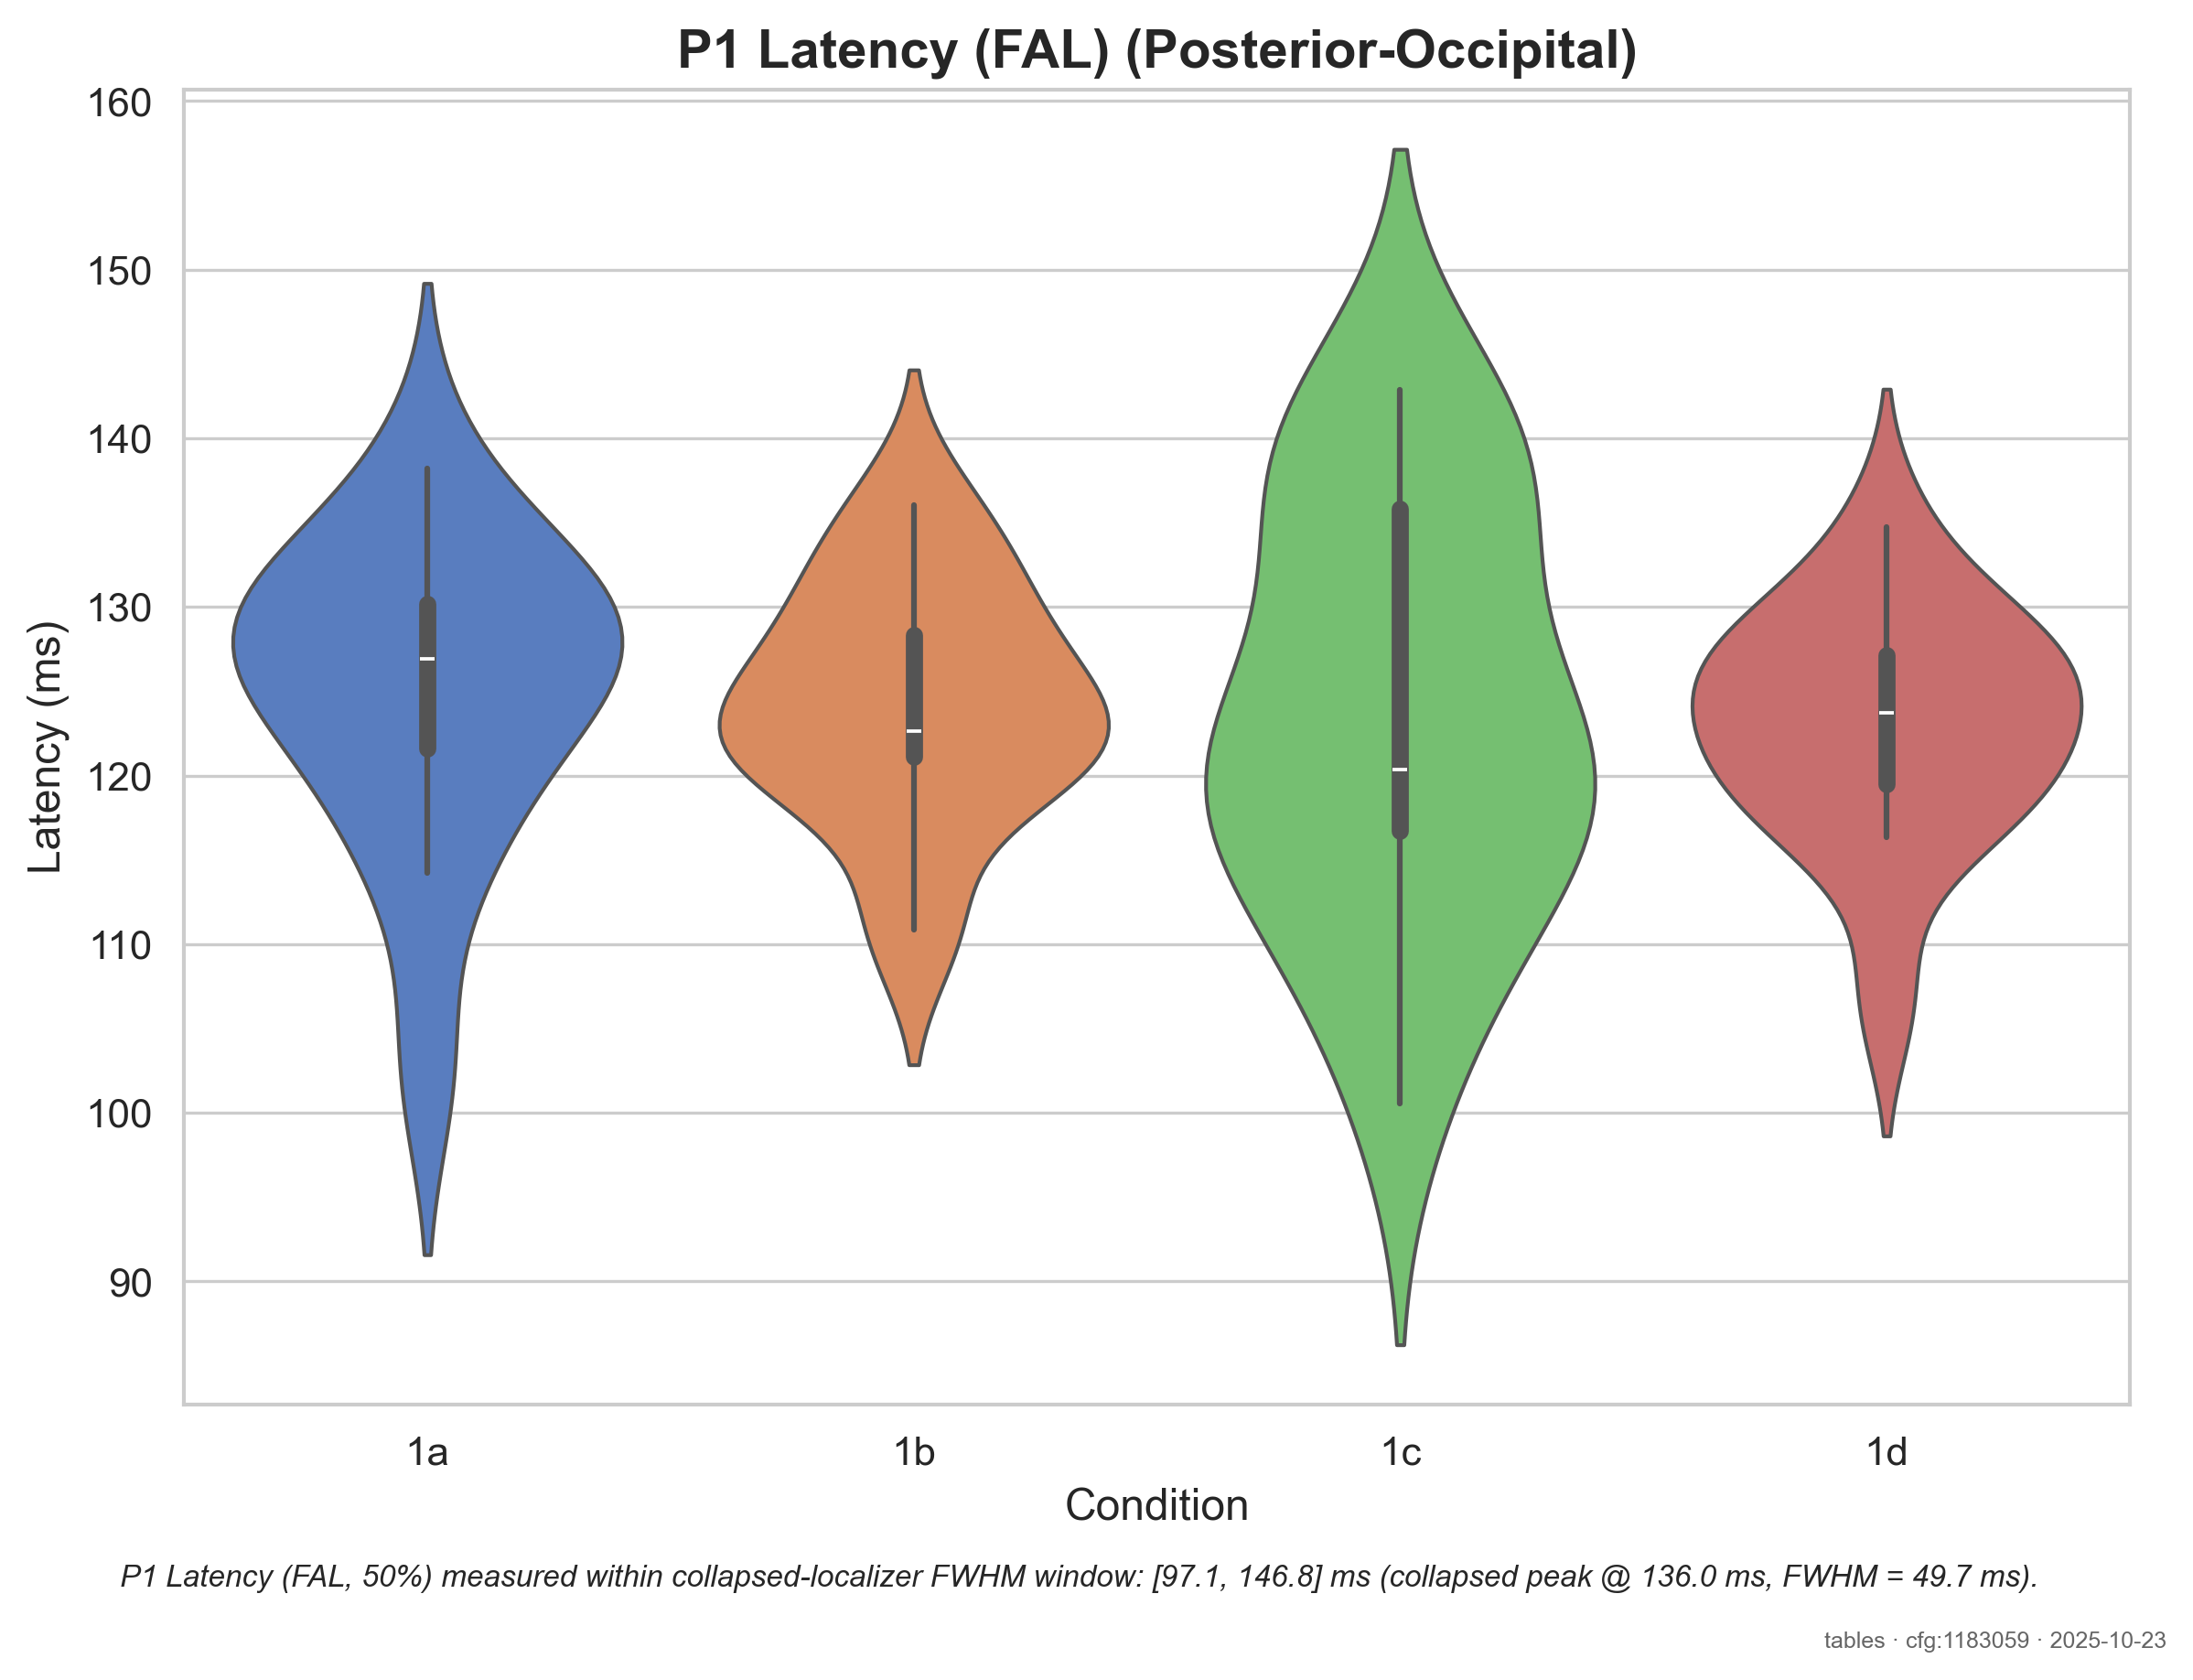 P1 Latency (FAL) (Posterior-Occipital)
160
150
140
130
120
110
100
90
Latency (ms)
1a 1b 1c 1d
Condition
P1 Latency (FAL, 50%) measured within collapsed-localizer FWHM window: [97.1, 146.8] ms (collapsed peak @ 136.0 ms, FWHM = 49.7 ms).
tables · cfg:1183059 · 2025-10-23